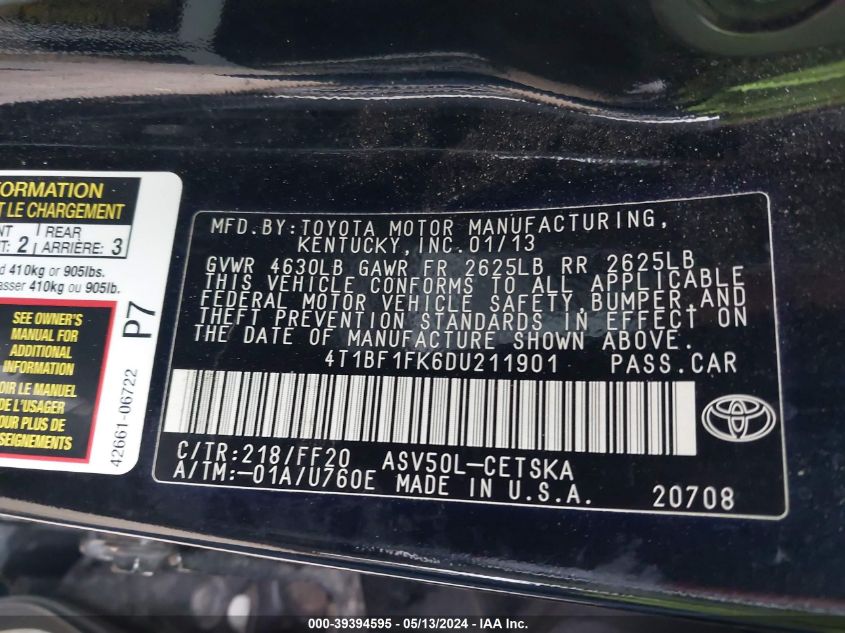 FORMATION
T LE CHARGEMENT
NT REAR
T: 2 ARRIÈRE: 3
d 410kg or 905lbs.
asser 410kg ou 905lb.
SEE OWNER'S
MANUAL FOR
ADDITIONAL
INFORMATION
OIR LE MANUEL
DE L'USAGER
OUR PLUS DE
SEIGNEMENTS
P7
42661-06722
MFD.BY: TOYOTA MOTOR MANUFACTURING,
KENTUCKY, INC. 01/13
GVWR 4630LB GAWR FR 2625LB RR 2625LB
THIS VEHICLE CONFORMS TO ALL APPLICABLE
FEDERAL MOTOR VEHICLE SAFETY, BUMPER, AND
THEFT PREVENTION STANDARDS IN EFFECT ON
THE DATE OF MANUFACTURE SHOWN ABOVE.
4T1BF1FK6DU211901 PASS.CAR
C/TR:218/FF20 ASV50L-CETSKA
A/TM:-01A/U760E MADE IN U.S.A. 20708
000-39394595 - 05/13/2024 - IAA Inc.